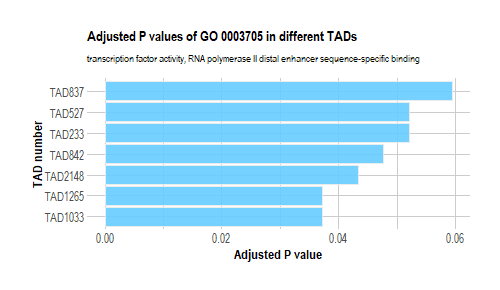 Adjusted P values of GO 0003705 in different TADs
transcription factor activity, RNA polymerase II distal enhancer sequence-specific binding
TAD number
TAD837
TAD527
TAD233
TAD842
TAD2148
TAD1265
TAD1033
0.00 0.02 0.04 0.06
Adjusted P value